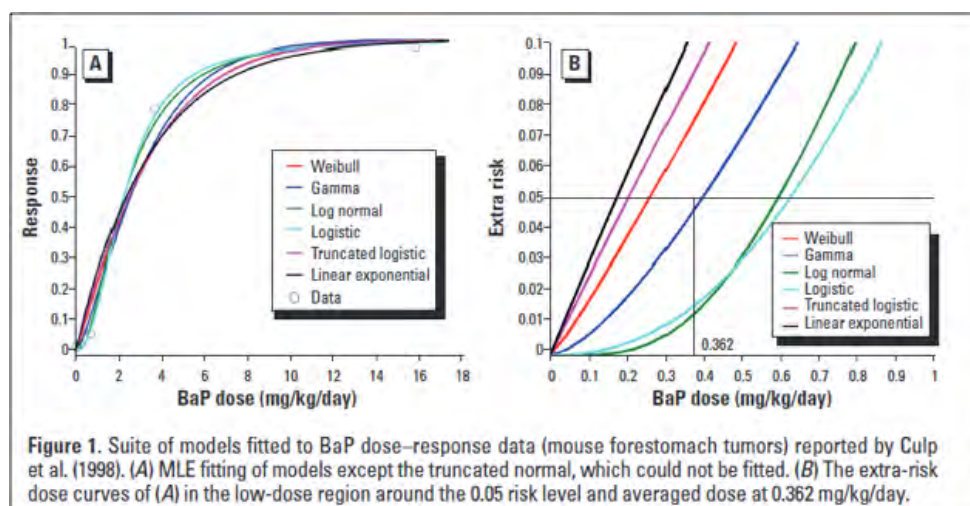 A
Response
1
0.9
0.8
0.7
0.6
0.5
0.4
0.3
0.2
0.1
0
Weibull
Gamma
Log normal
Logistic
Truncated logistic
Linear exponential
Data
0 2 4 6 8 10 12 14 16 18
BaP dose (mg/kg/day)
B
Extra risk
0.1
0.09
0.08
0.07
0.06
0.05
0.04
0.03
0.02
0.01
0
Weibull
Gamma
Log normal
Logistic
Truncated logistic
Linear exponential
0.362
0 0.1 0.2 0.3 0.4 0.5 0.6 0.7 0.8 0.9 1
BaP dose (mg/kg/day)
Figure 1. Suite of models fitted to BaP dose–response data (mouse forestomach tumors) reported by Culp
et al. (1998). (A) MLE fitting of models except the truncated normal, which could not be fitted. (B) The extra-risk
dose curves of (A) in the low-dose region around the 0.05 risk level and averaged dose at 0.362 mg/kg/day.